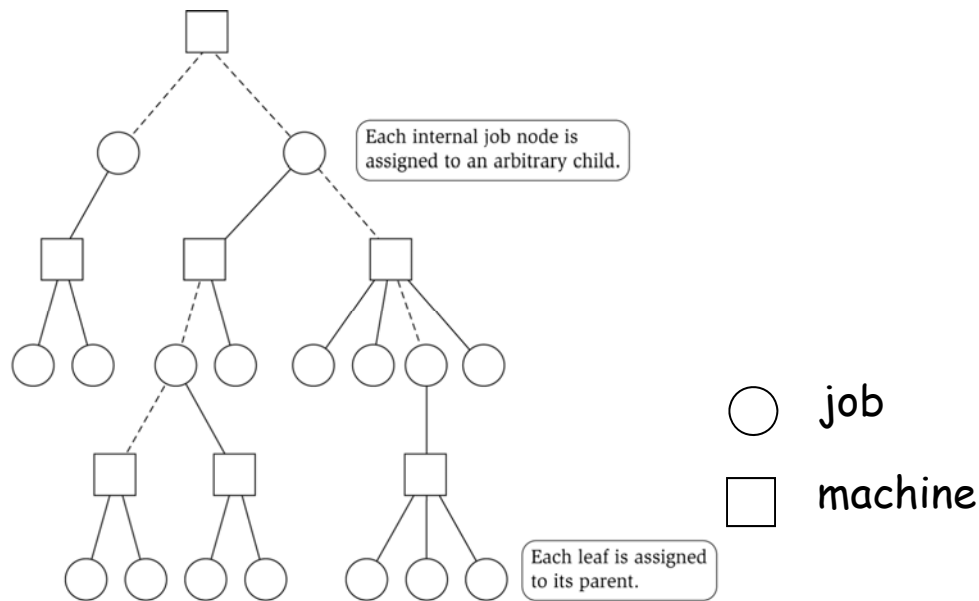 Each internal job node is
assigned to an arbitrary child.
job
machine
Each leaf is assigned
to its parent.